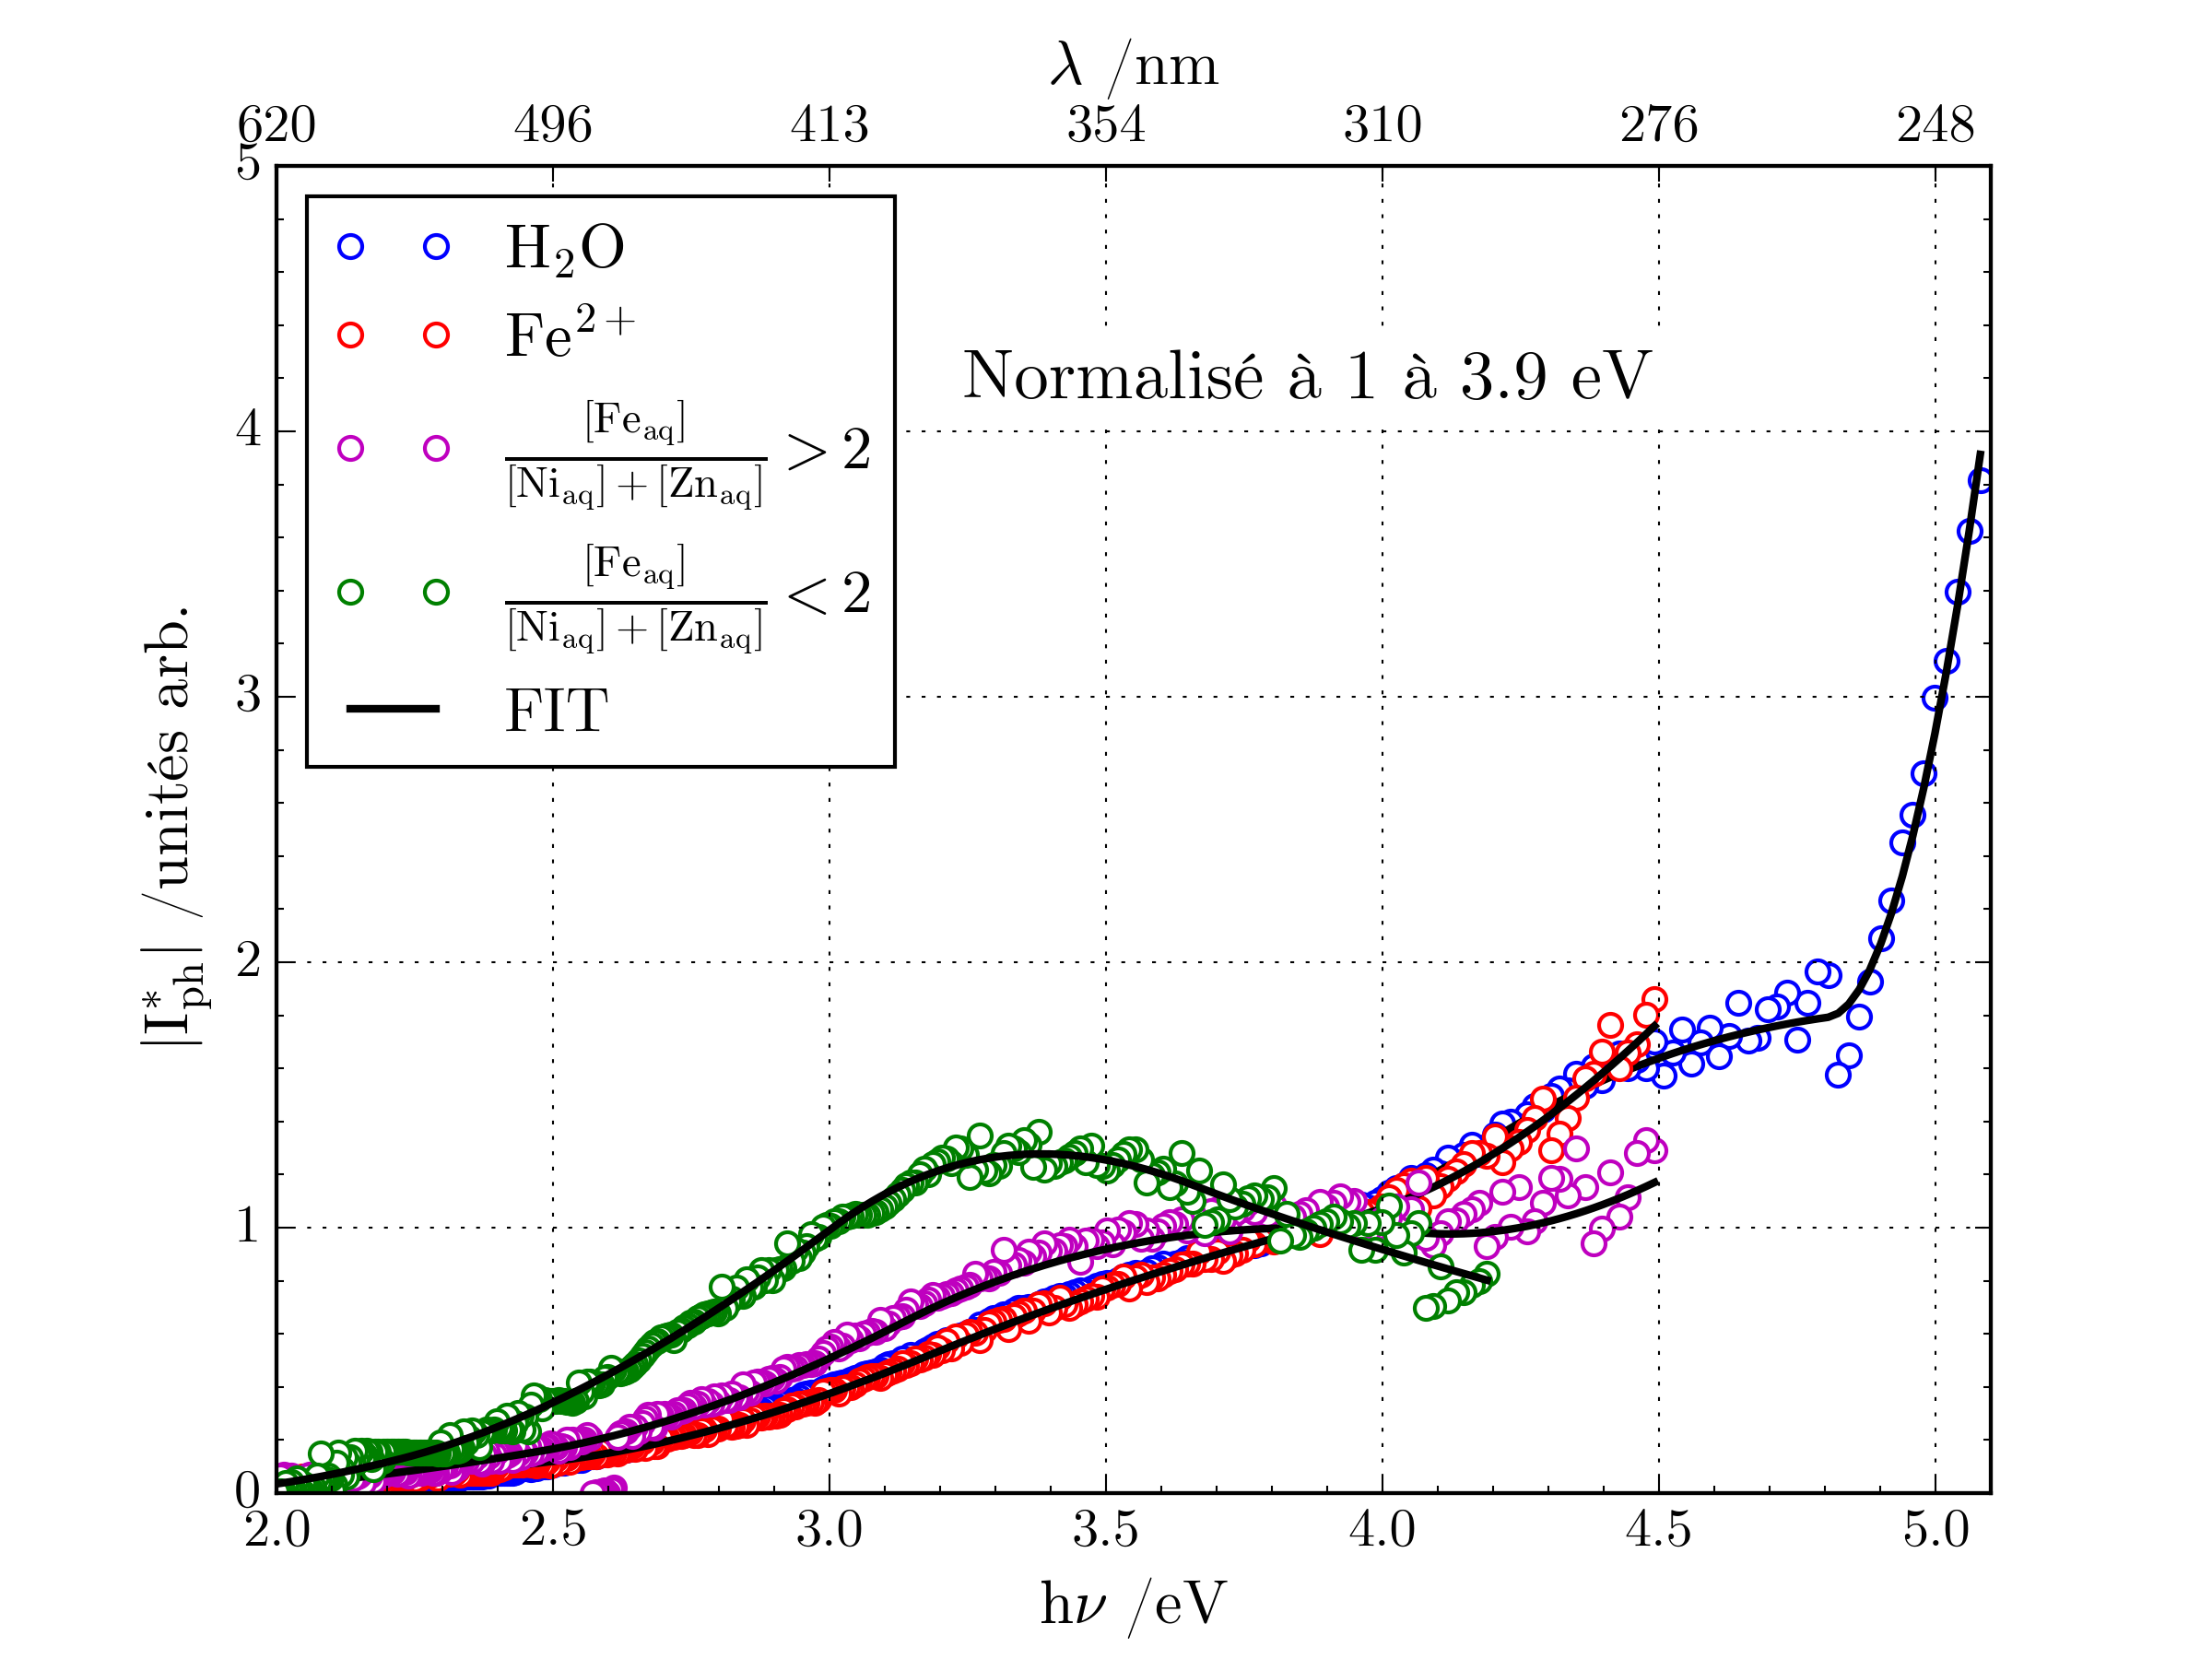 λ /nm
620 496 413 354 310 276 248
5
4
3
2
1
0
H₂O
Fe²⁺
[Fe_aq] / ([Ni_aq] + [Zn_aq]) > 2
[Fe_aq] / ([Ni_aq] + [Zn_aq]) < 2
FIT
Normalisé à 1 à 3.9 eV
|I*_ph| /unités arb.
2.0 2.5 3.0 3.5 4.0 4.5 5.0
hν /eV